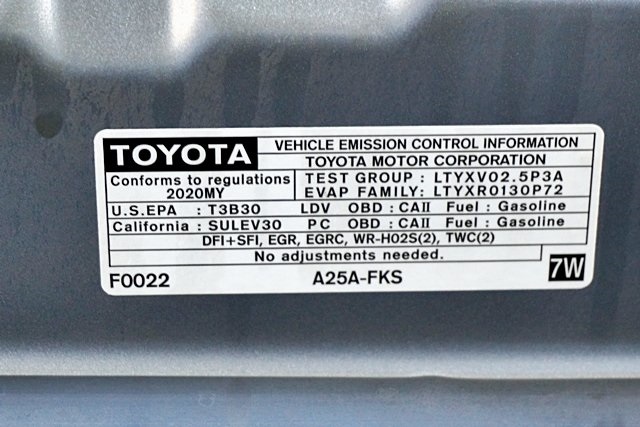 TOYOTA VEHICLE EMISSION CONTROL INFORMATION
TOYOTA MOTOR CORPORATION
Conforms to regulations TEST GROUP : LTYXV02.5P3A
2020MY EVAP FAMILY: LTYXR0130P72
U.S.EPA : T3B30 LDV OBD : CAII Fuel : Gasoline
California : SULEV30 PC OBD : CAII Fuel : Gasoline
DFI+SFI, EGR, EGRC, WR-HO2S(2), TWC(2)
No adjustments needed.
F0022 A25A-FKS 7W